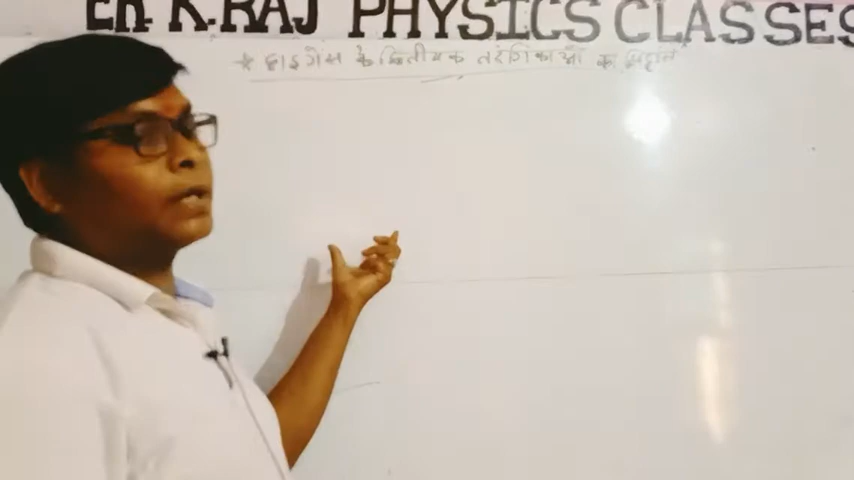 ER. K.RAJ PHYSICS CLASSES
* हाइगेंस के द्वितीयक तरंगिकाओं का सिद्धांत